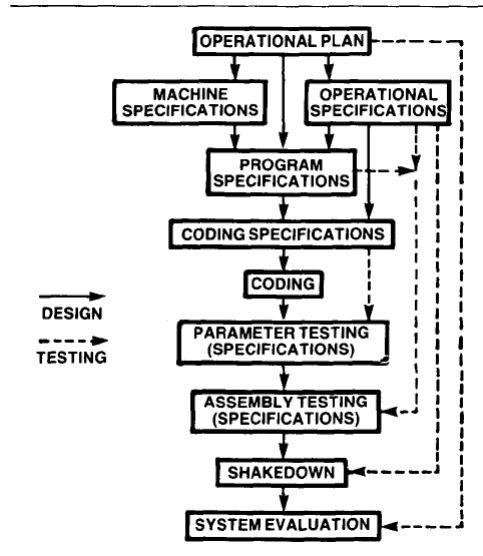 OPERATIONAL PLAN
MACHINE
SPECIFICATIONS
OPERATIONAL
SPECIFICATIONS
PROGRAM
SPECIFICATIONS
CODING SPECIFICATIONS
CODING
DESIGN
TESTING
PARAMETER TESTING
(SPECIFICATIONS)
ASSEMBLY TESTING
(SPECIFICATIONS)
SHAKEDOWN
SYSTEM EVALUATION